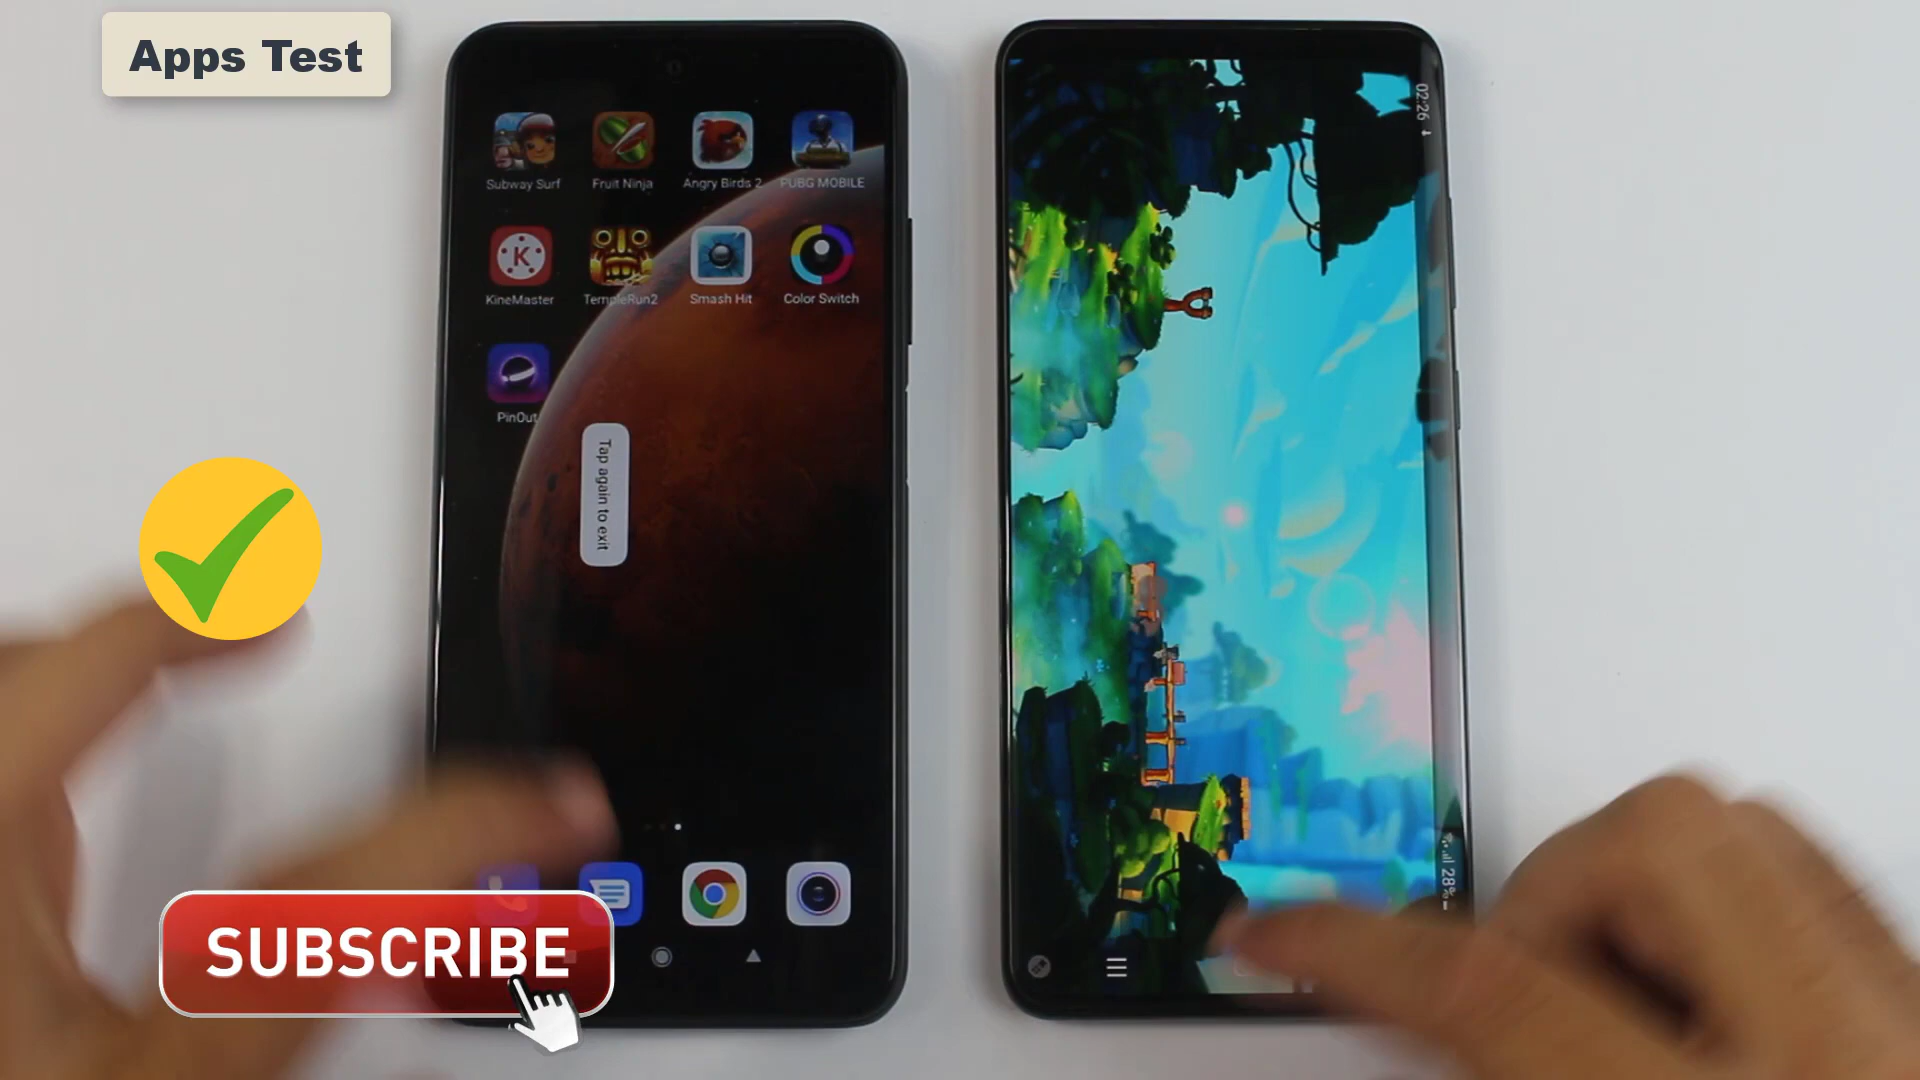 Apps Test
Subway Surf
Fruit Ninja
Angry Birds 2
PUBG MOBILE
K
KineMaster
TempleRun2
Smash Hit
Color Switch
PinOut
Tap again to exit
02:26
28%
SUBSCRIBE